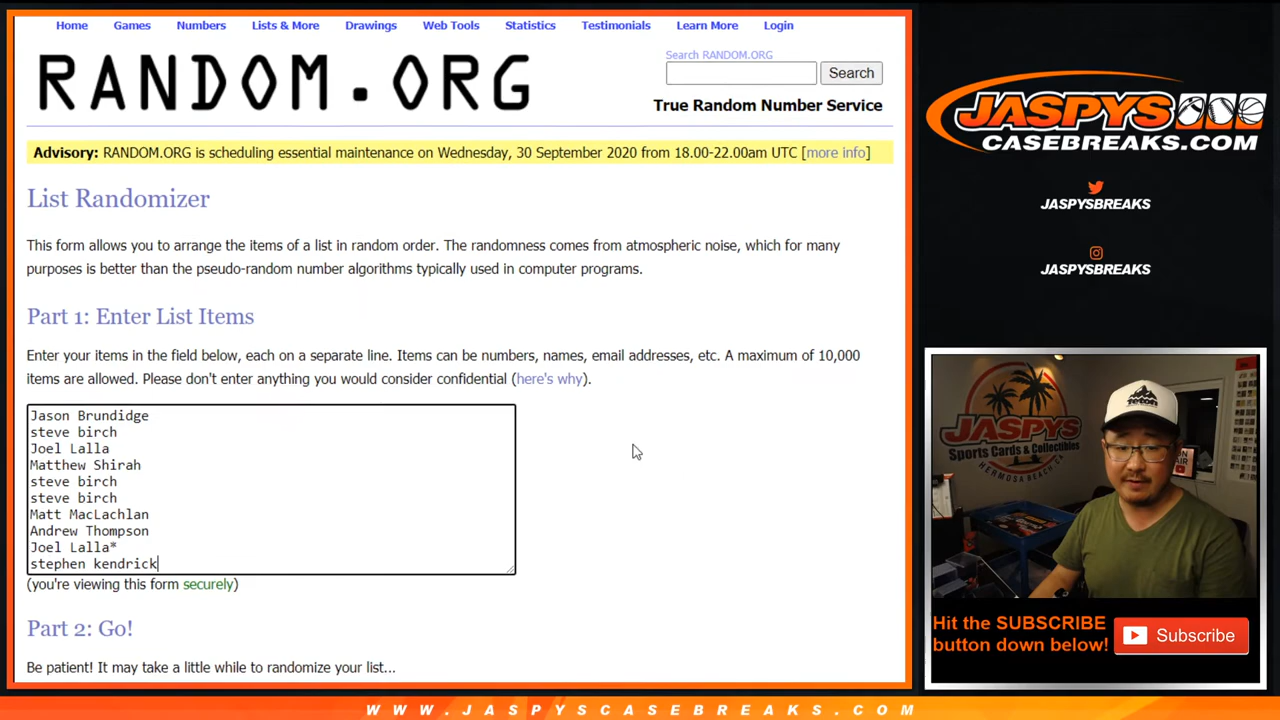 Home Games Numbers Lists & More Drawings Web Tools Statistics Testimonials Learn More Login
RANDOM.ORG
Search RANDOM.ORG
Search
True Random Number Service
Advisory: RANDOM.ORG is scheduling essential maintenance on Wednesday, 30 September 2020 from 18.00-22.00am UTC [more info]
List Randomizer
This form allows you to arrange the items of a list in random order. The randomness comes from atmospheric noise, which for many
purposes is better than the pseudo-random number algorithms typically used in computer programs.
Part 1: Enter List Items
Enter your items in the field below, each on a separate line. Items can be numbers, names, email addresses, etc. A maximum of 10,000
items are allowed. Please don't enter anything you would consider confidential (here's why).
Jason Brundidge
steve birch
Joel Lalla
Matthew Shirah
steve birch
steve birch
Matt MacLachlan
Andrew Thompson
Joel Lalla*
stephen kendrick
(you're viewing this form securely)
Part 2: Go!
Be patient! It may take a little while to randomize your list...
JASPYS
CASEBREAKS.COM
JASPYSBREAKS
JASPYSBREAKS
JASPYS
Sports Cards & Collectibles
HERMOSA BEACH CA
TETON
ON
AIR
Hit the SUBSCRIBE
button down below!
Subscribe
WWW.JASPYSCASEBREAKS.COM